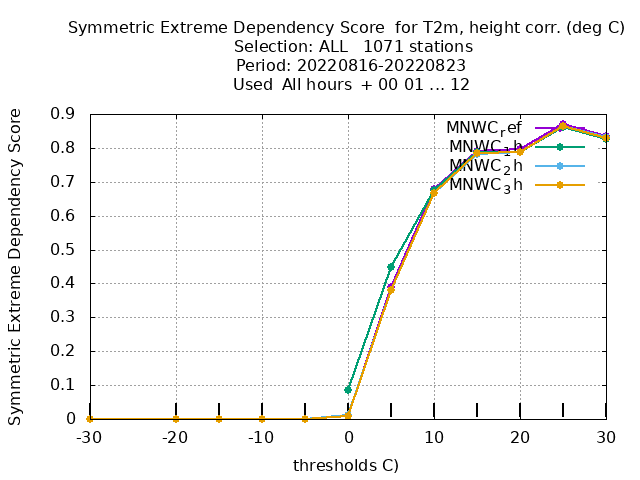 Symmetric Extreme Dependency Score  for T2m, height corr. (deg C)
Selection: ALL   1071 stations
Period: 20220816-20220823
Used  All hours  + 00 01 ... 12
Symmetric Extreme Dependency Score
0.9
0.8
0.7
0.6
0.5
0.4
0.3
0.2
0.1
0
MNWC_ref
MNWC_1h
MNWC_2h
MNWC_3h
-30
-20
-10
0
10
20
30
thresholds C)